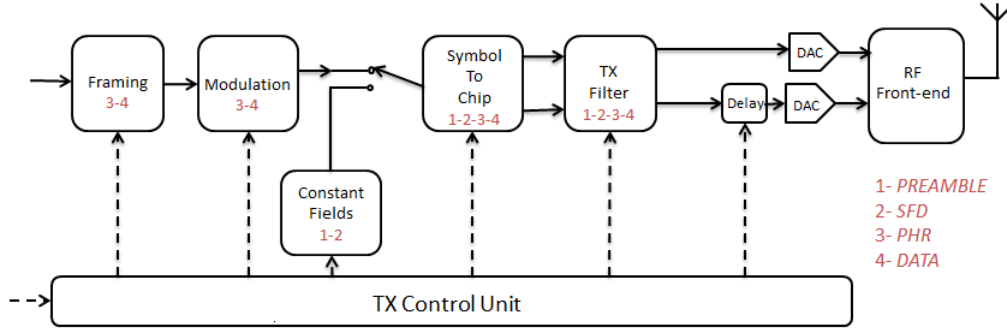 Framing
3-4
Modulation
3-4
Symbol
To
Chip
1-2-3-4
TX
Filter
1-2-3-4
DAC
Delay
DAC
RF
Front-end
Constant
Fields
1-2
1- PREAMBLE
2- SFD
3- PHR
4- DATA
TX Control Unit